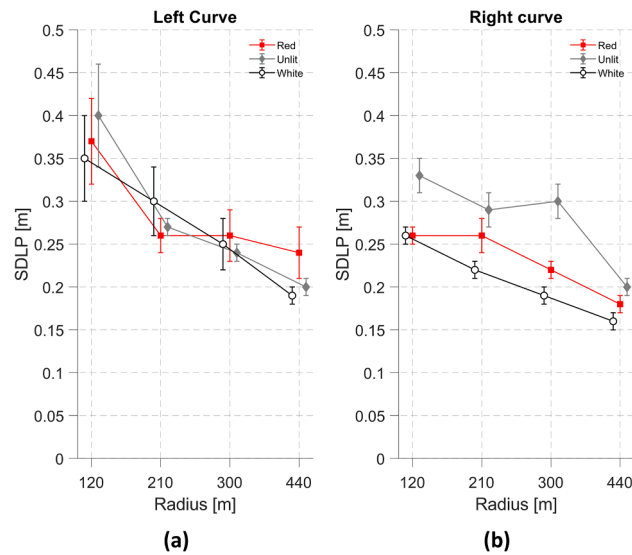 Left Curve
0.5
0.45
0.4
0.35
0.3
0.25
0.2
0.15
0.1
0.05
0
SDLP [m]
Red
Unlit
White
120 210 300 440
Radius [m]
(a)
Right curve
0.5
0.45
0.4
0.35
0.3
0.25
0.2
0.15
0.1
0.05
0
SDLP [m]
Red
Unlit
White
120 210 300 440
Radius [m]
(b)